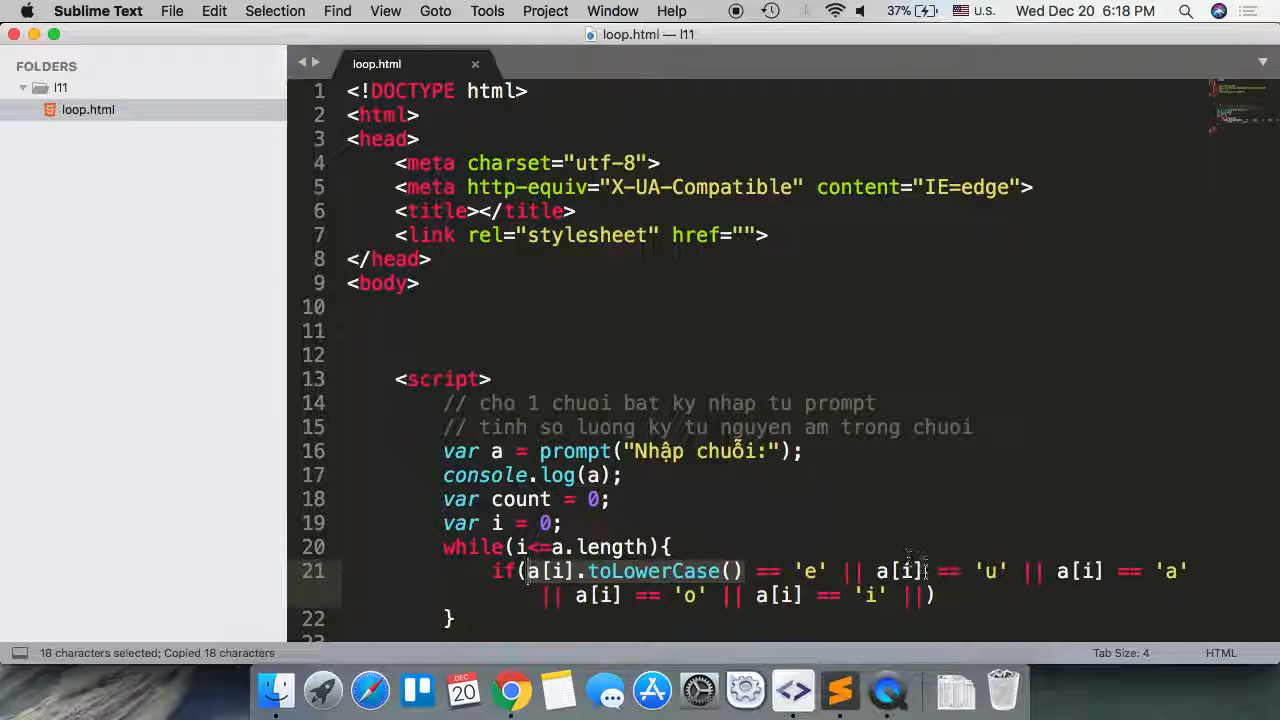 Sublime Text File Edit Selection Find View Goto Tools Project Window Help 37% U.S. Wed Dec 20 6:18 PM
loop.html — l11
FOLDERS
l11
loop.html
loop.html
1 <!DOCTYPE html>
2 <html>
3 <head>
4 <meta charset="utf-8">
5 <meta http-equiv="X-UA-Compatible" content="IE=edge">
6 <title></title>
7 <link rel="stylesheet" href="">
8 </head>
9 <body>
10
11
12
13 <script>
14 // cho 1 chuoi bat ky nhap tu prompt
15 // tinh so luong ky tu nguyen am trong chuoi
16 var a = prompt("Nhập chuỗi:");
17 console.log(a);
18 var count = 0;
19 var i = 0;
20 while(i<=a.length){
21 if(a[i].toLowerCase() == 'e' || a[i] == 'u' || a[i] == 'a'
|| a[i] == 'o' || a[i] == 'i' ||)
22 }
18 characters selected; Copied 18 characters Tab Size: 4 HTML
DEC
20